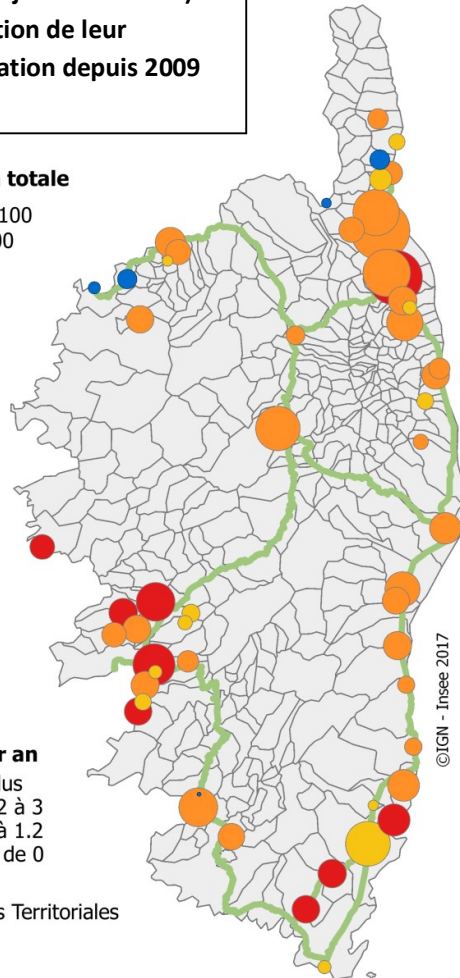 tion de leur
ation depuis 2009
totale
100
00
©IGN - Insee 2017
r an
lus
2 à 3
à 1.2
de 0
s Territoriales